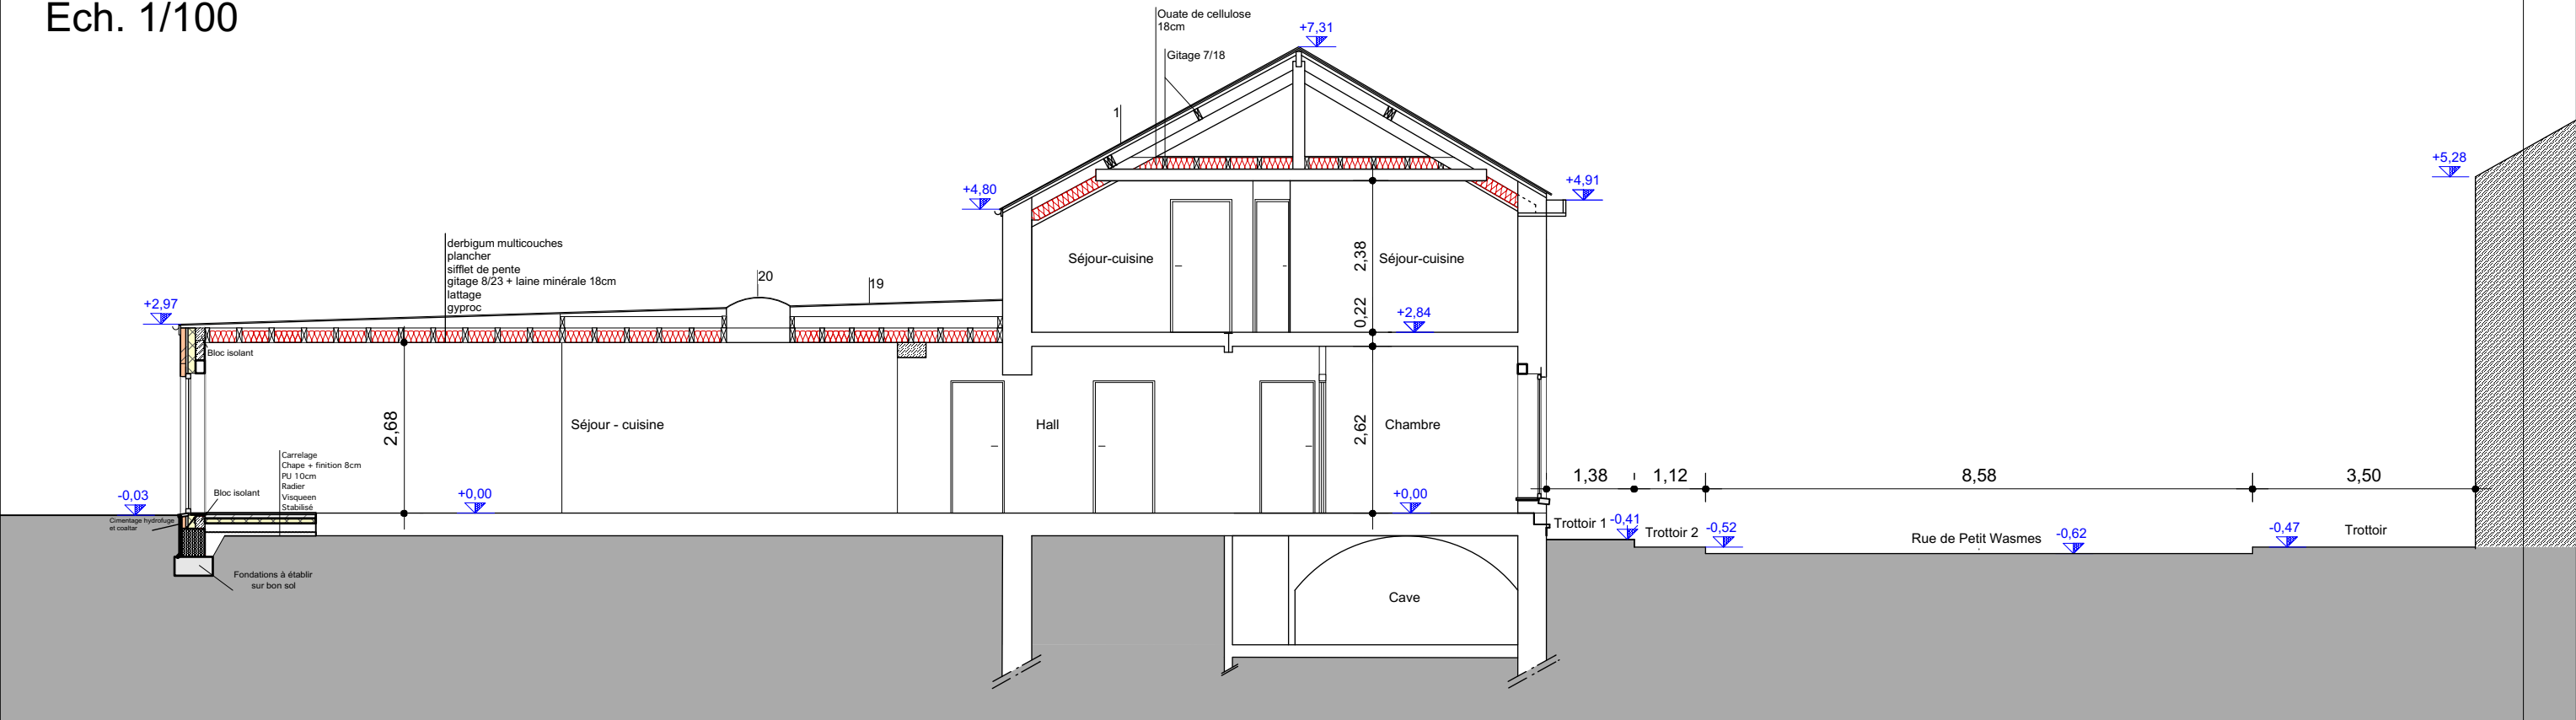 Ech. 1/100
Ouate de cellulose
18cm
Gitage 7/18
+7,31
1
+5,28
+4,80
+4,91
derbigum multicouches
plancher
sifflet de pente
gitage 8/23 + laine minérale 18cm
lattage
gyproc
20
19
Séjour-cuisine
2,38
Séjour-cuisine
+2,97
0,22
+2,84
Bloc isolant
2,68
Séjour - cuisine
Hall
2,62
Chambre
Carrelage
Chape + finition 8cm
PU 10cm
Radier
Visqueen
Stabilisé
1,38
1,12
8,58
3,50
-0,03
Bloc isolant
+0,00
+0,00
Cimentage hydrofuge
et coaltar
Trottoir 1
-0,41
Trottoir 2
-0,52
Rue de Petit Wasmes
-0,62
-0,47
Trottoir
Fondations à établir
sur bon sol
Cave